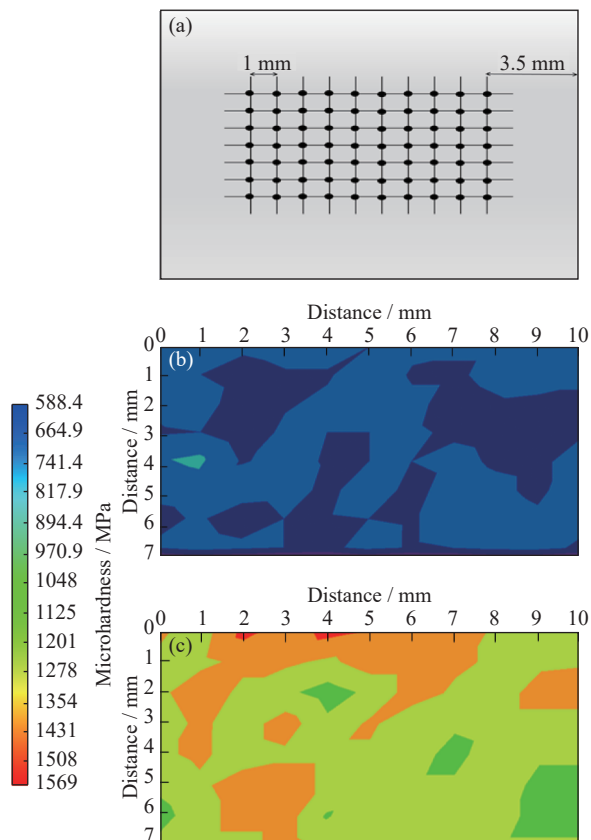 (a)
1 mm
3.5 mm
Distance / mm
0 1 2 3 4 5 6 7 8 9 10
(b)
0
1
2
3
4
5
6
7
Distance / mm
588.4
664.9
741.4
817.9
894.4
970.9
1048
1125
1201
1278
1354
1431
1508
1569
Microhardness / MPa
Distance / mm
0 1 2 3 4 5 6 7 8 9 10
(c)
0
1
2
3
4
5
6
7
Distance / mm